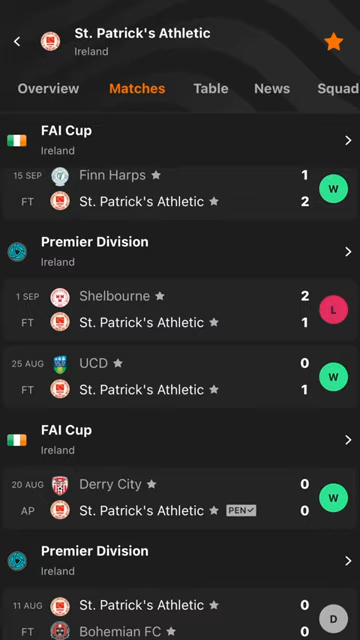 St. Patrick's Athletic
Ireland
Overview Matches Table News Squad
FAI Cup
Ireland
15 SEP Finn Harps 1
FT St. Patrick's Athletic 2
W
Premier Division
Ireland
1 SEP Shelbourne 2
FT St. Patrick's Athletic 1
L
25 AUG UCD 0
FT St. Patrick's Athletic 1
W
FAI Cup
Ireland
20 AUG Derry City 0
AP St. Patrick's Athletic PEN 0
W
Premier Division
Ireland
11 AUG St. Patrick's Athletic 0
FT Bohemian FC 0
D